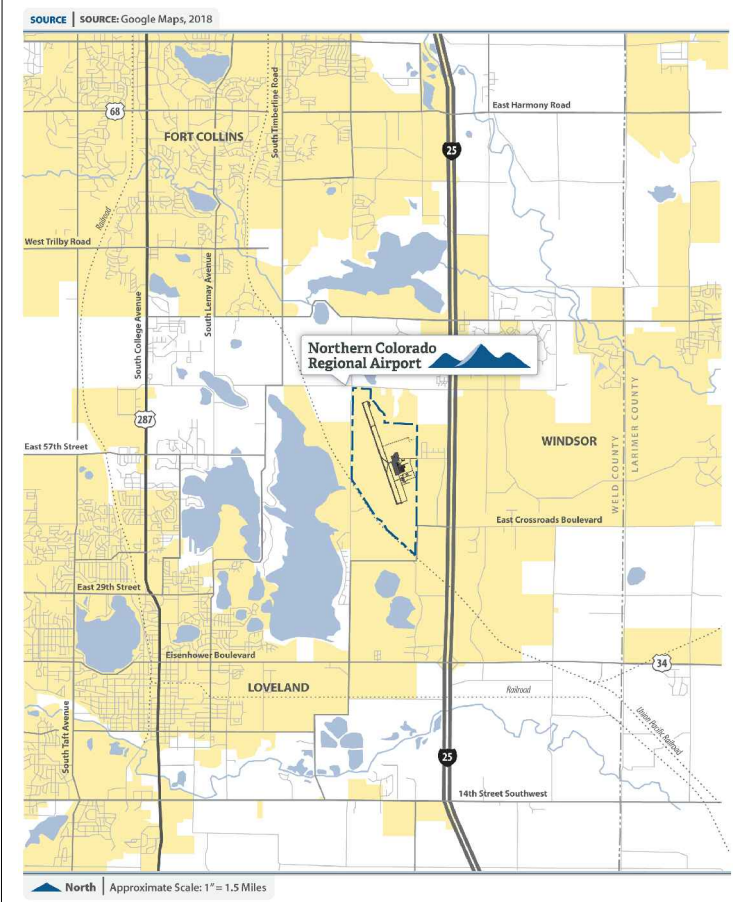 SOURCE | SOURCE: Google Maps, 2018
East Harmony Road
68
South Timberline Road
FORT COLLINS
25
Railroad
West Trilby Road
South Lemay Avenue
South College Avenue
Northern Colorado
Regional Airport
287
East 57th Street
WINDSOR
WELD COUNTY
LARIMER COUNTY
East Crossroads Boulevard
East 29th Street
Eisenhower Boulevard
34
LOVELAND
Railroad
Union Pacific Railroad
South Taft Avenue
25
14th Street Southwest
North | Approximate Scale: 1" = 1.5 Miles